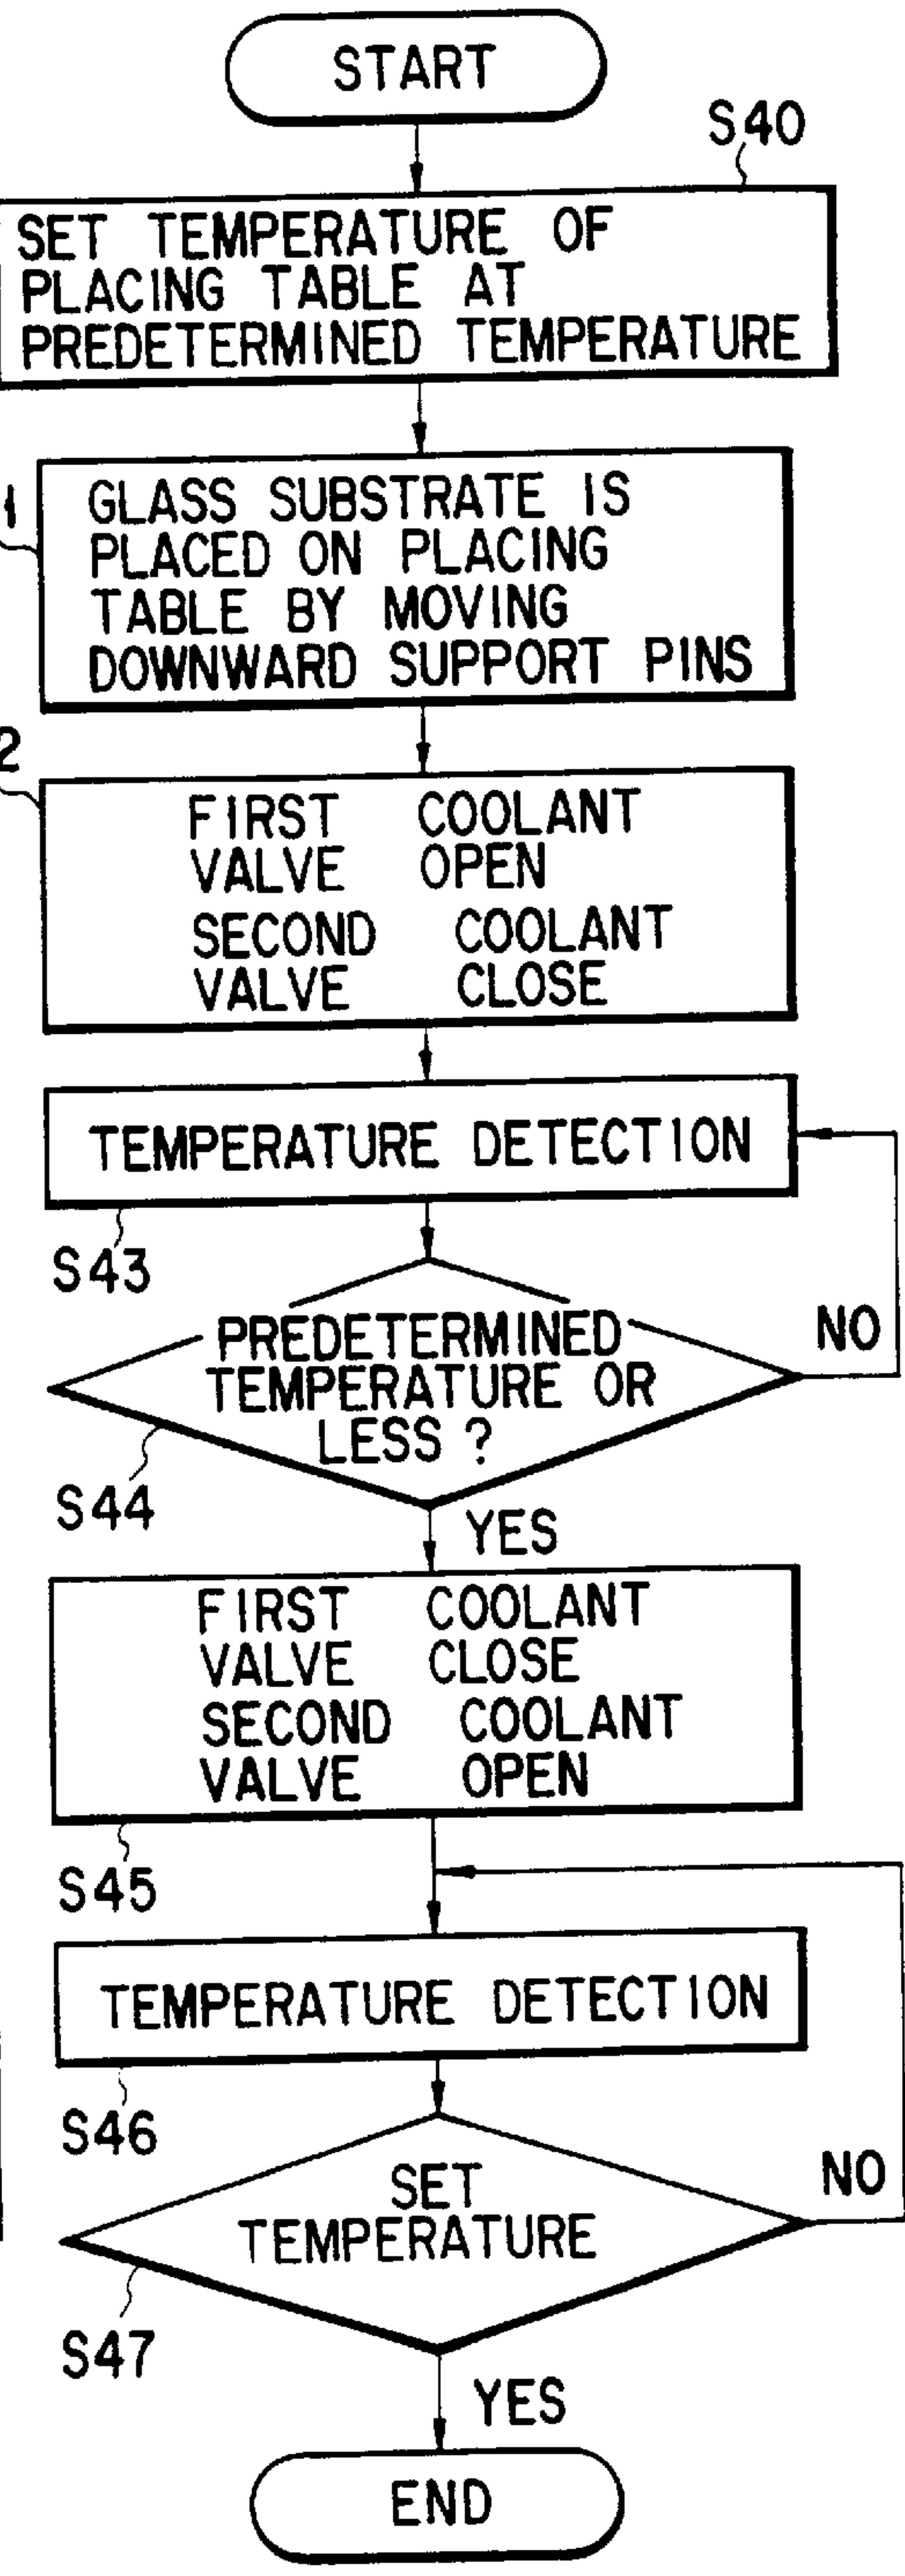 START
S40
SET TEMPERATURE OF
PLACING TABLE AT
PREDETERMINED TEMPERATURE
1
GLASS SUBSTRATE IS
PLACED ON PLACING
TABLE BY MOVING
DOWNWARD SUPPORT PINS
2
FIRST COOLANT
VALVE OPEN
SECOND COOLANT
VALVE CLOSE
TEMPERATURE DETECTION
S43
PREDETERMINED
TEMPERATURE OR
LESS ?
NO
S44
YES
FIRST COOLANT
VALVE CLOSE
SECOND COOLANT
VALVE OPEN
S45
TEMPERATURE DETECTION
S46
SET
TEMPERATURE
NO
S47
YES
END